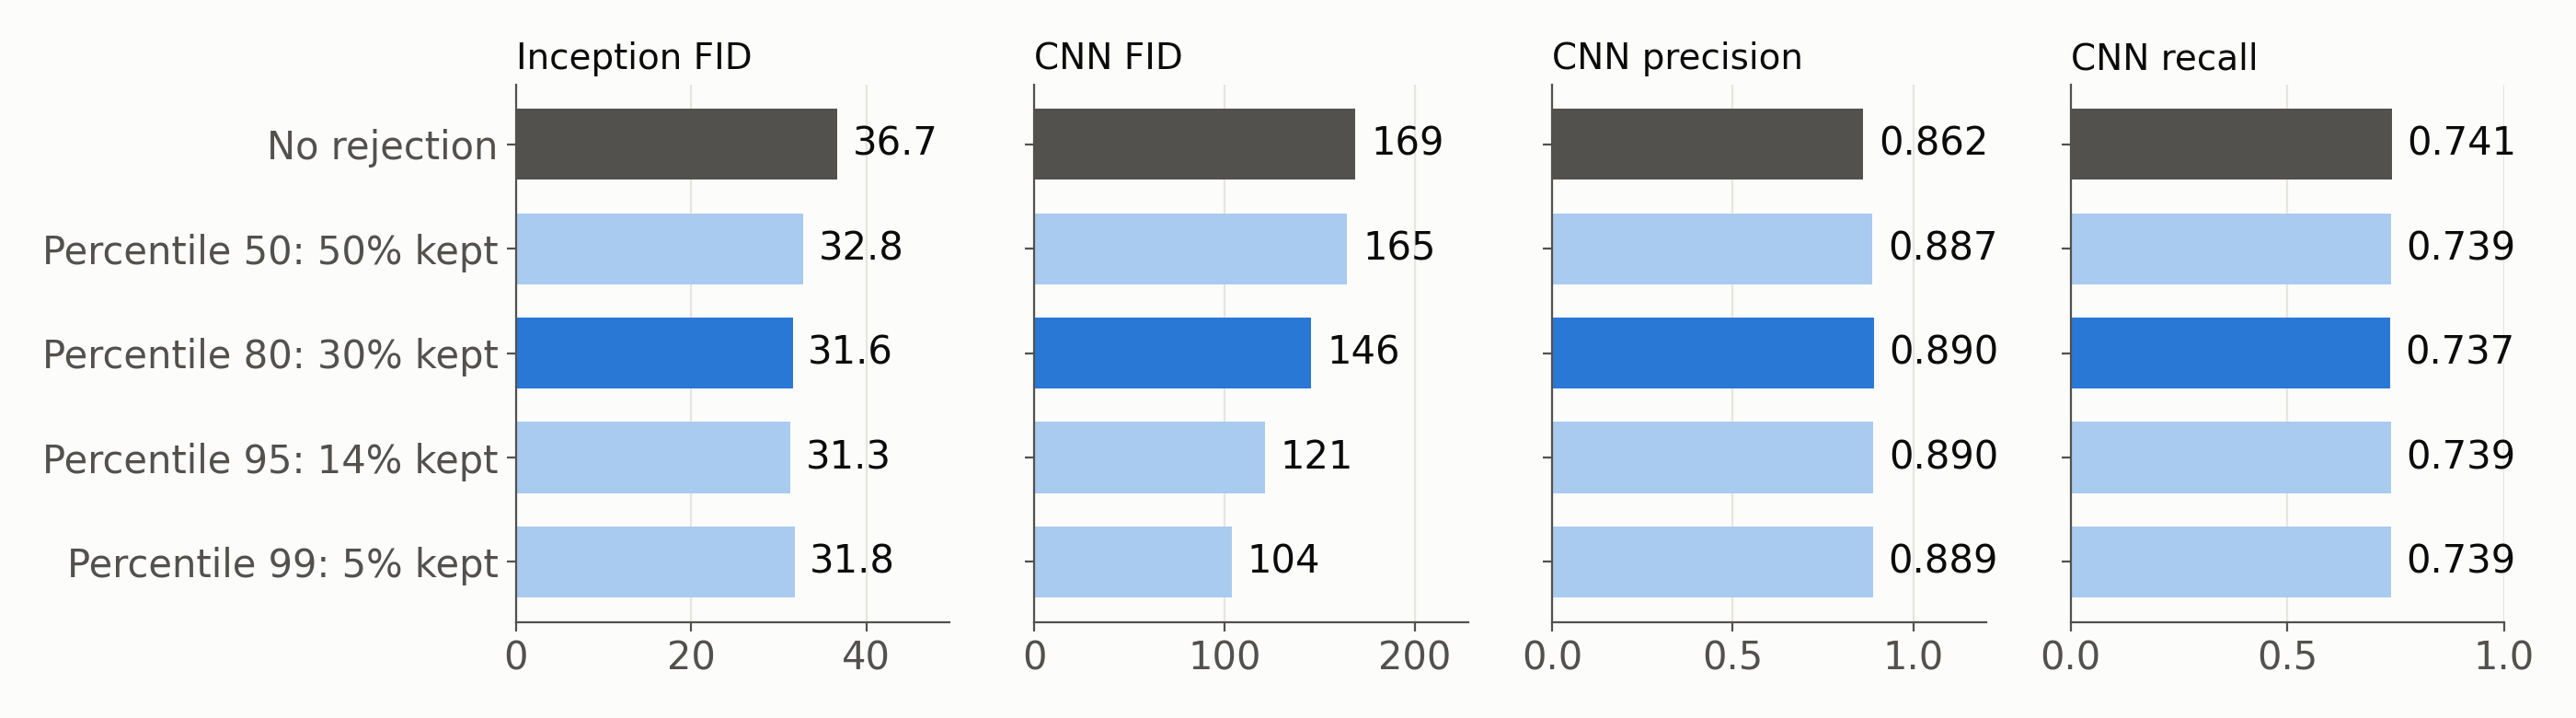 Inception FID
CNN FID
CNN precision
CNN recall
No rejection
36.7
169
0.862
0.741
Percentile 50: 50% kept
32.8
165
0.887
0.739
Percentile 80: 30% kept
31.6
146
0.890
0.737
Percentile 95: 14% kept
31.3
121
0.890
0.739
Percentile 99: 5% kept
31.8
104
0.889
0.739
0 20 40
0 100 200
0.0 0.5 1.0
0.0 0.5 1.0